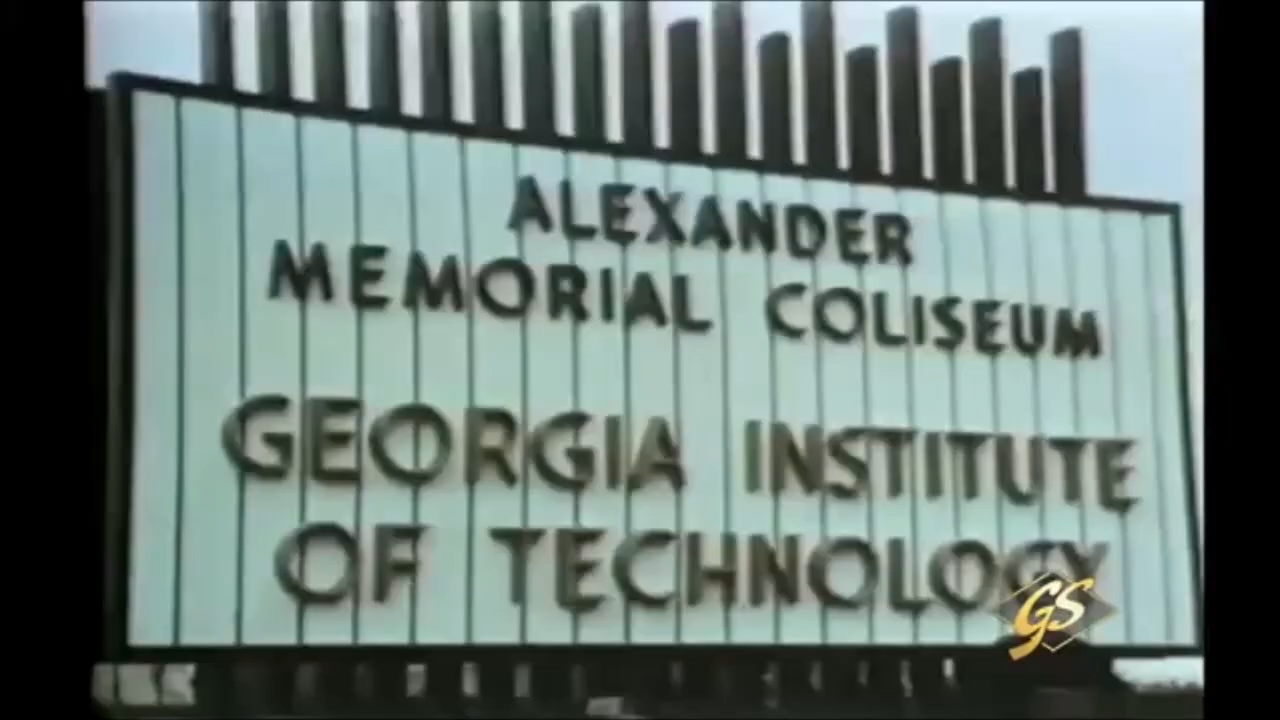 ALEXANDER
MEMORIAL COLISEUM
GEORGIA INSTITUTE
OF TECHNOLOGY
GS